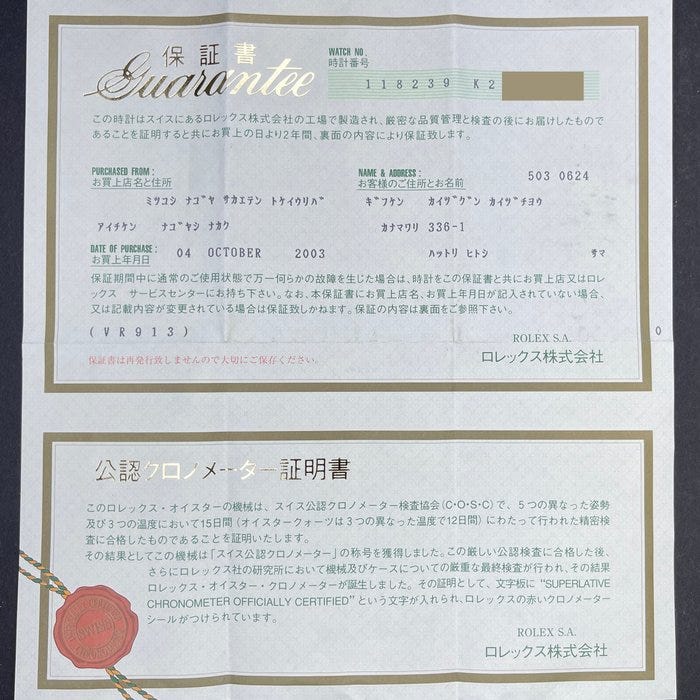 保証書
Guarantee
WATCH NO.
時計番号
118239 K2
この時計はスイスにあるロレックス株式会社の工場で製造され、厳密な品質管理と検査の後にお届けしたもので
あることを証明すると共にお買上の日より2年間、裏面の内容により保証致します。
PURCHASED FROM :
お買上店名と住所
NAME & ADDRESS :
お客様のご住所とお名前
503 0624
ミツコシ ナゴヤ サカエテン トケイウリバ
ギフケン カイヅグン カイヅチヨウ
アイチケン ナゴヤシ ナカク
カナマワリ 336-1
DATE OF PURCHASE :
お買上年月日
04 OCTOBER 2003
ハットリ ヒトシ サマ
保証期間中に通常のご使用状態で万一何らかの故障を生じた場合は、時計をこの保証書と共にお買上店又はロレ
ックス サービスセンターにお持ち下さい。なお、本保証書にお買上店名、お買上年月日が記入されていない場合、
又は記載内容が変更されている場合は保証致しかねます。保証の内容は裏面をご参照下さい。
(VR913)
0
ROLEX S.A.
ロレックス株式会社
保証書は再発行致しませんので大切にご保存ください。
公認クロノメーター証明書
このロレックス・オイスターの機械は、スイス公認クロノメーター検査協会(C・O・S・C)で、5つの異なった姿勢
及び3つの温度において15日間(オイスタークォーツは3つの異なった温度で12日間)にわたって行われた精密検
査に合格したものであることを証明いたします。
その結果としてこの機械は「スイス公認クロノメーター」の称号を獲得しました。この厳しい公認検査に合格した後、
さらにロレックス社の研究所において機械及びケースについての厳重な最終検査が行われ、その結果
ロレックス・オイスター・クロノメーターが誕生しました。その証明として、文字板に "SUPERLATIVE
CHRONOMETER OFFICIALLY CERTIFIED" という文字が入れられ、ロレックスの赤いクロノメーター
シールがつけられています。
ROLEX S.A.
ロレックス株式会社